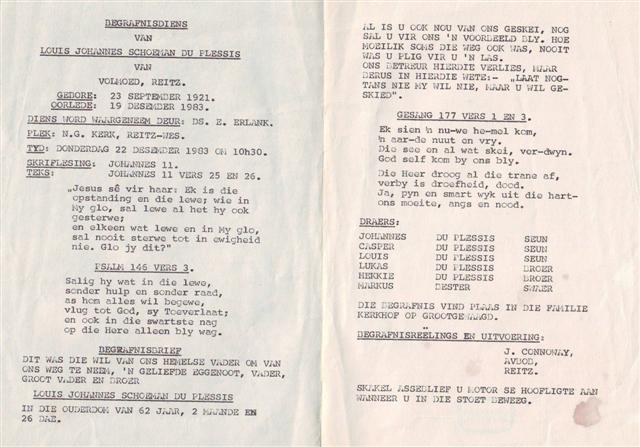 BEGRAFNISDIENS
VAN
LOUIS JOHANNES SCHOEMAN DU PLESSIS
VAN
VOLMOED, REITZ.
GEBORE: 23 SEPTEMBER 1921.
OORLEDE: 19 DESEMBER 1983.
DIENS WORD WAARGENEEM DEUR: DS. E. ERLANK.
PLEK: N.G. KERK, REITZ-WES.
TYD: DONDERDAG 22 DESEMBER 1983 OM 10h30.
SKRIFLESING: JOHANNES 11.
TEKS: JOHANNES 11 VERS 25 EN 26.
„Jesus sê vir haar: Ek is die
opstanding en die lewe; wie in
My glo, sal lewe al het hy ook
gesterwe;
en elkeen wat lewe en in My glo,
sal nooit sterwe tot in ewigheid
nie. Glo jy dit?"
PSALM 146 VERS 3.
Salig hy wat in die lewe,
sonder hulp en sonder raad,
as hom alles wil begewe,
vlug tot God, sy Toeverlaat;
en ook in die swartste nag
op die Here alleen bly wag.
BEGRAFNISBRIEF
DIT WAS DIE WIL VAN ONS HEMELSE VADER OM VAN
ONS WEG TE NEEM, 'N GELIEFDE EGGENOOT, VADER,
GROOT VADER EN BROER
LOUIS JOHANNES SCHOEMAN DU PLESSIS
IN DIE OUDERDOM VAN 62 JAAR, 2 MAANDE EN
26 DAE.
AL IS U OOK NOU VAN ONS GESKEI, NOG
SAL U VIR ONS 'N VOORBEELD BLY. HOE
MOEILIK SOMS DIE WEG OOK WAS, NOOIT
WAS U PLIG VIR U 'N LAS.
ONS BETREUR HIERDIE VERLIES, MAAR
BERUS IN HIERDIE WETE:- „LAAT NOG-
TANS NIE MY WIL NIE, MAAR U WIL GE-
SKIED".
GESANG 177 VERS 1 EN 3.
Ek sien 'n nu-we he-mel kom,
'n aar-de nuut en vry.
Die see en al wat skei, ver-dwyn.
God self kom by ons bly.
Die Heer droog al die trane af,
verby is droefheid, dood.
Ja, pyn en smart wyk uit die hart-
ons moeite, angs en nood.
DRAERS:
JOHANNES DU PLESSIS SEUN
CASPER DU PLESSIS SEUN
LOUIS DU PLESSIS SEUN
LUKAS DU PLESSIS BROER
HEKKIE DU PLESSIS BROER
MARKUS BESTER SWAER
DIE BEGRAFNIS VIND PLAAS IN DIE FAMILIE
KERKHOF OP GROOTGEWAAGD.
BEGRAFNISREËLINGS EN UITVOERING:
J. CONNOWAY,
AVBOB,
REITZ.
SKAKEL ASSEBLIEF U MOTOR SE HOOFLIGTE AAN
WANNEER U IN DIE STOET BEWEEG.